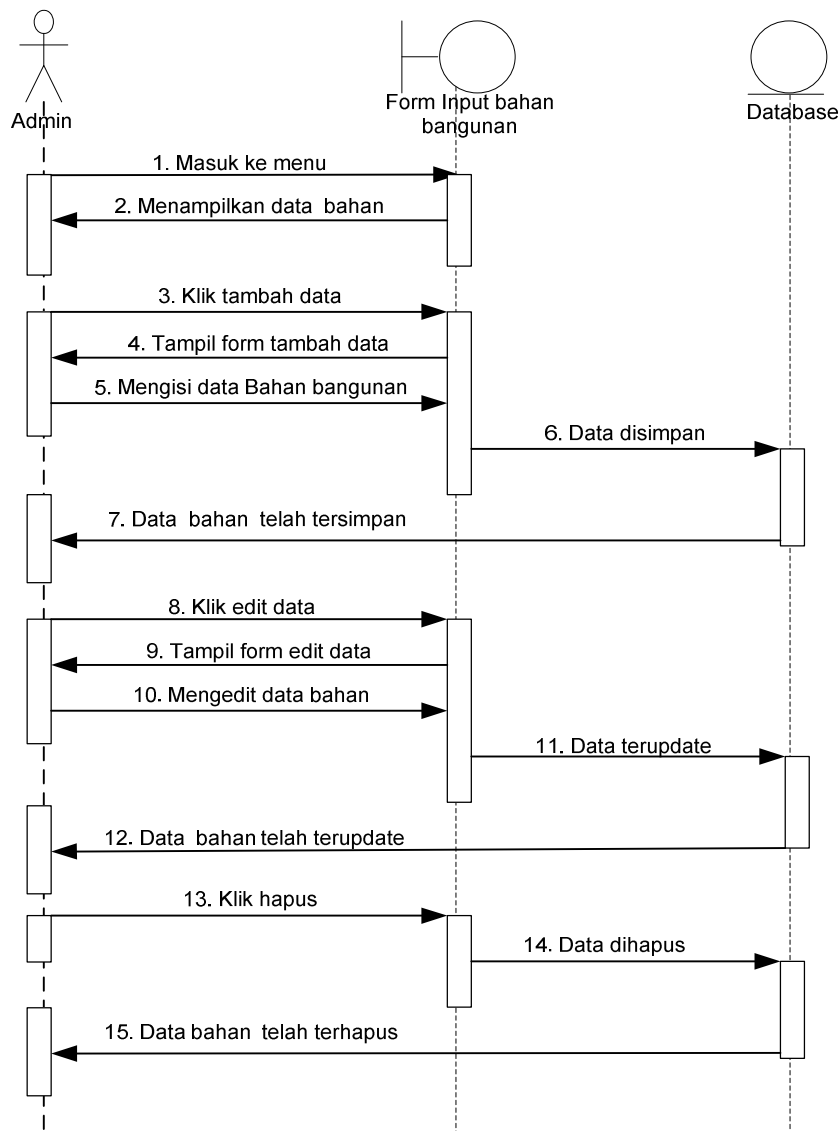 Admin
Form Input bahan
bangunan
Database
1. Masuk ke menu
2. Menampilkan data bahan
3. Klik tambah data
4. Tampil form tambah data
5. Mengisi data Bahan bangunan
6. Data disimpan
7. Data bahan telah tersimpan
8. Klik edit data
9. Tampil form edit data
10. Mengedit data bahan
11. Data terupdate
12. Data bahan telah terupdate
13. Klik hapus
14. Data dihapus
15. Data bahan telah terhapus